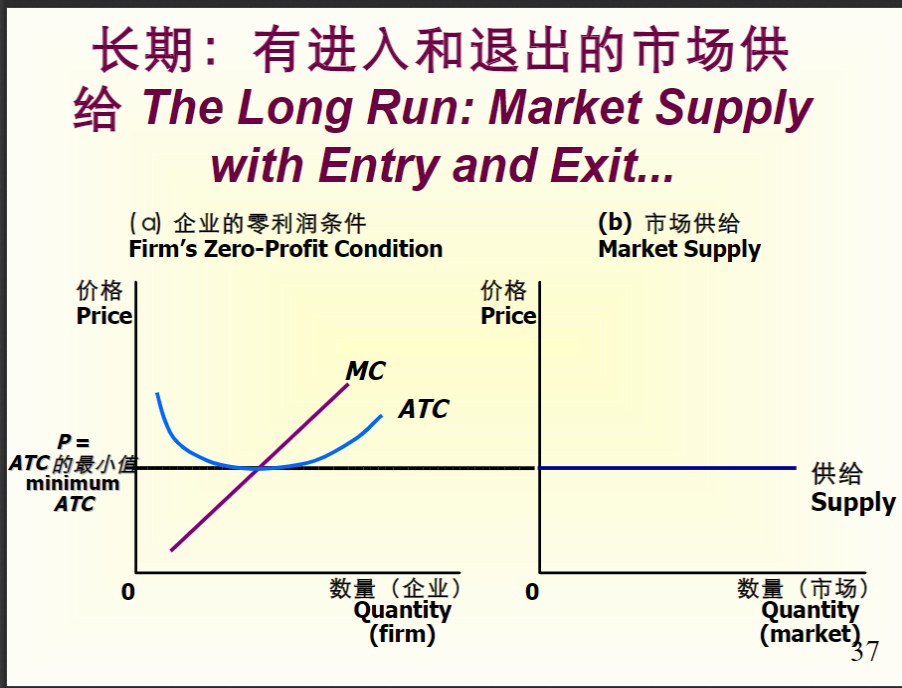 长期：有进入和退出的市场供
给 The Long Run: Market Supply
with Entry and Exit...
(a) 企业的零利润条件
Firm's Zero-Profit Condition
价格
Price
MC
ATC
P =
ATC 的最小值
minimum
ATC
0
数量（企业）
Quantity
(firm)
(b) 市场供给
Market Supply
价格
Price
供给
Supply
0
数量（市场）
Quantity
(market)
37